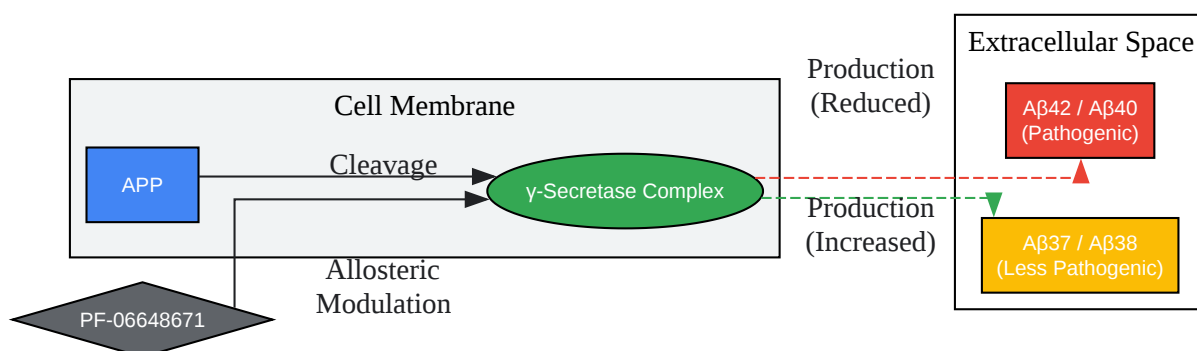 Cell Membrane
APP
Cleavage
γ-Secretase Complex
Allosteric
Modulation
PF-06648671
Production
(Reduced)
Production
(Increased)
Extracellular Space
Aβ42 / Aβ40
(Pathogenic)
Aβ37 / Aβ38
(Less Pathogenic)